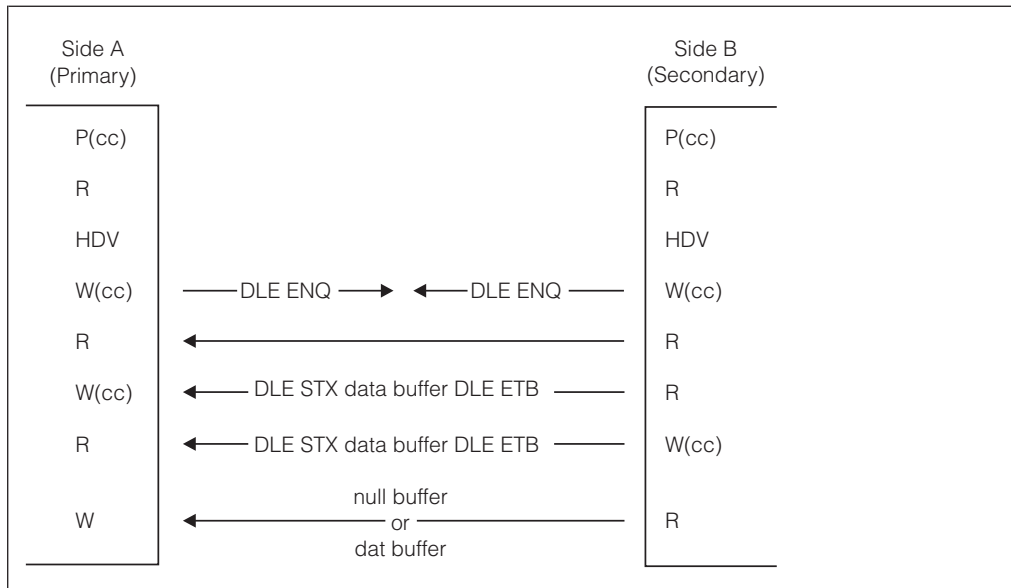 Side A
(Primary)
Side B
(Secondary)
P(cc)
P(cc)
R
R
HDV
HDV
W(cc)
DLE ENQ
DLE ENQ
W(cc)
R
R
W(cc)
DLE STX data buffer DLE ETB
R
R
DLE STX data buffer DLE ETB
W(cc)
W
null buffer
or
dat buffer
R